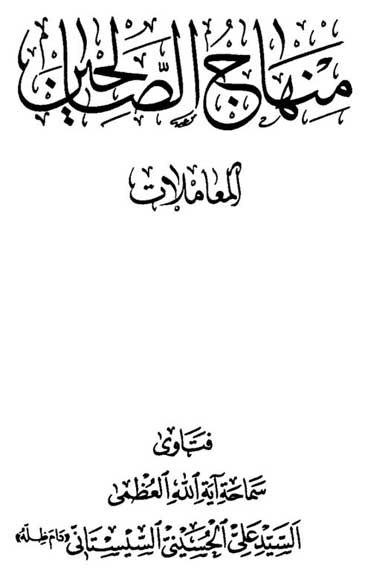 منهاج الصالحين
المعاملات
فتاوى
سماحة آية الله العظمى
السيد علي الحسيني السيستاني «دام ظله»